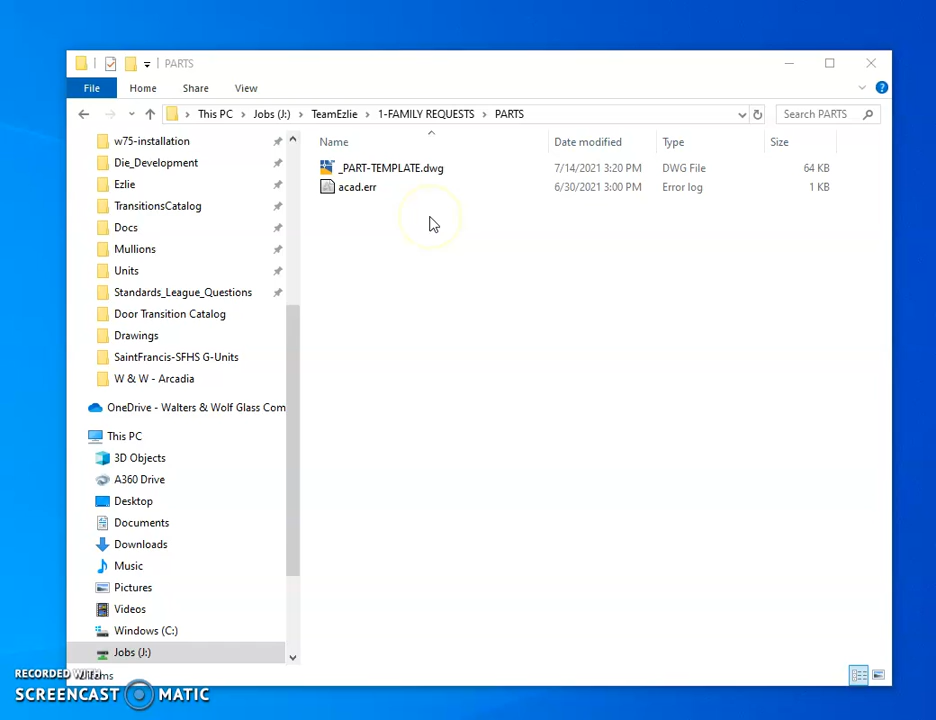 PARTS
File Home Share View
This PC Jobs (J:) TeamEzlie 1-FAMILY REQUESTS PARTS Search PARTS
Name Date modified Type Size
_PART-TEMPLATE.dwg 7/14/2021 3:20 PM DWG File 64 KB
acad.err 6/30/2021 3:00 PM Error log 1 KB
w75-installation
Die_Development
Ezlie
TransitionsCatalog
Docs
Mullions
Units
Standards_League_Questions
Door Transition Catalog
Drawings
SaintFrancis-SFHS G-Units
W & W - Arcadia
OneDrive - Walters & Wolf Glass Com
This PC
3D Objects
A360 Drive
Desktop
Documents
Downloads
Music
Pictures
Videos
Windows (C:)
Jobs (J:)
RECORDED WITH
SCREENCAST MATIC